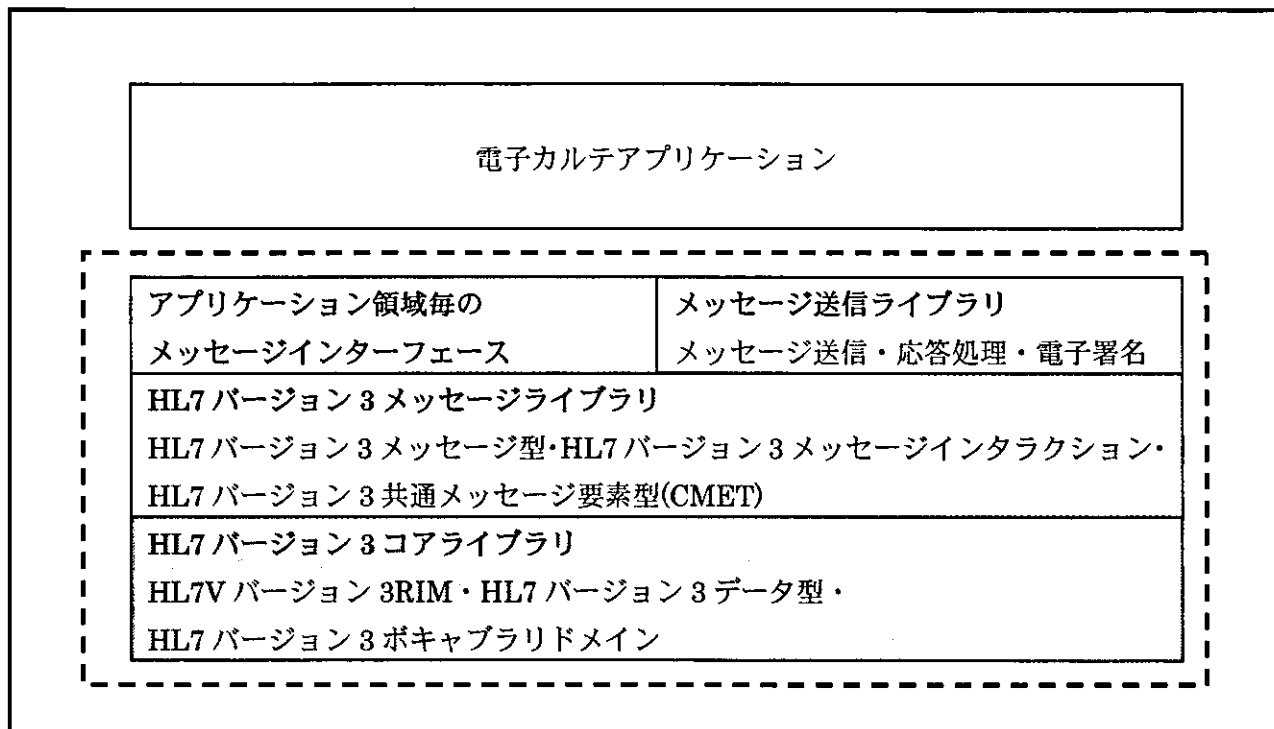 電子カルテアプリケーション
アプリケーション領域毎の
メッセージインターフェース
メッセージ送信ライブラリ
メッセージ送信・応答処理・電子署名
HL7 バージョン 3 メッセージライブラリ
HL7 バージョン 3 メッセージ型・HL7 バージョン 3 メッセージインタラクション・
HL7 バージョン 3 共通メッセージ要素型(CMET)
HL7 バージョン 3 コアライブラリ
HL7V バージョン 3RIM・HL7 バージョン 3 データ型・
HL7 バージョン 3 ボキャブラリドメイン